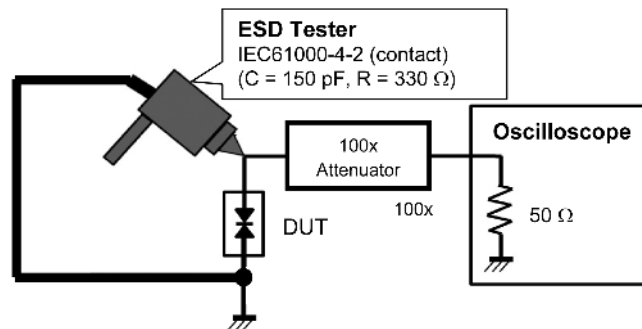 ESD Tester
IEC61000-4-2 (contact)
(C = 150 pF, R = 330 Ω)
Oscilloscope
100x
Attenuator
100x
50 Ω
DUT